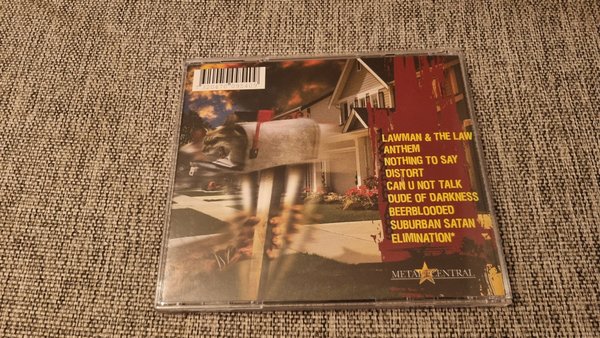 LAWMAN & THE LAW
ANTHEM
NOTHING TO SAY
DISTORT
CAN U NOT TALK
DUDE OF DARKNESS
BEERBLOODED
SUBURBAN SATAN
"ELIMINATION"
METAL CENTRAL